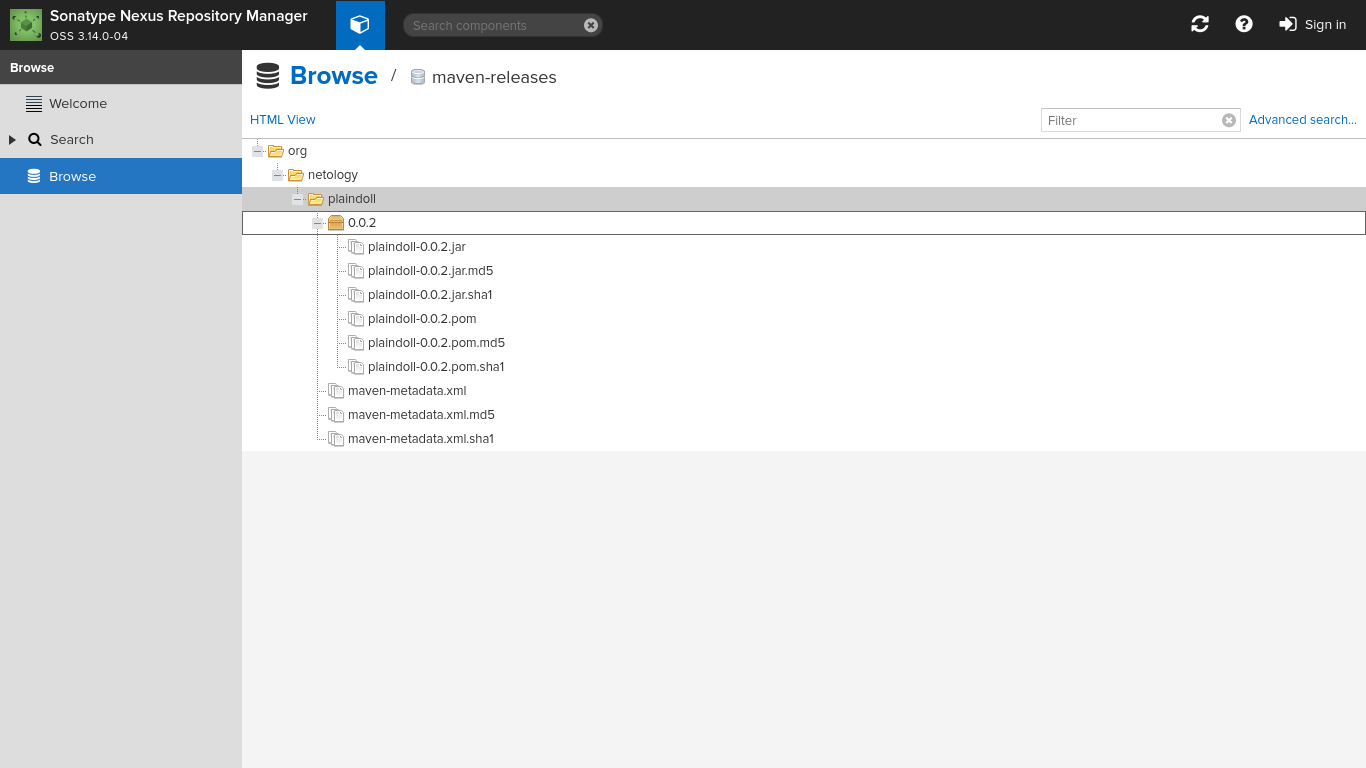 Sonatype Nexus Repository Manager
OSS 3.14.0-04
Search components
Sign in
Browse
Welcome
Search
Browse
Browse / maven-releases
HTML View
Filter
Advanced search...
org
netology
plaindoll
0.0.2
plaindoll-0.0.2.jar
plaindoll-0.0.2.jar.md5
plaindoll-0.0.2.jar.sha1
plaindoll-0.0.2.pom
plaindoll-0.0.2.pom.md5
plaindoll-0.0.2.pom.sha1
maven-metadata.xml
maven-metadata.xml.md5
maven-metadata.xml.sha1